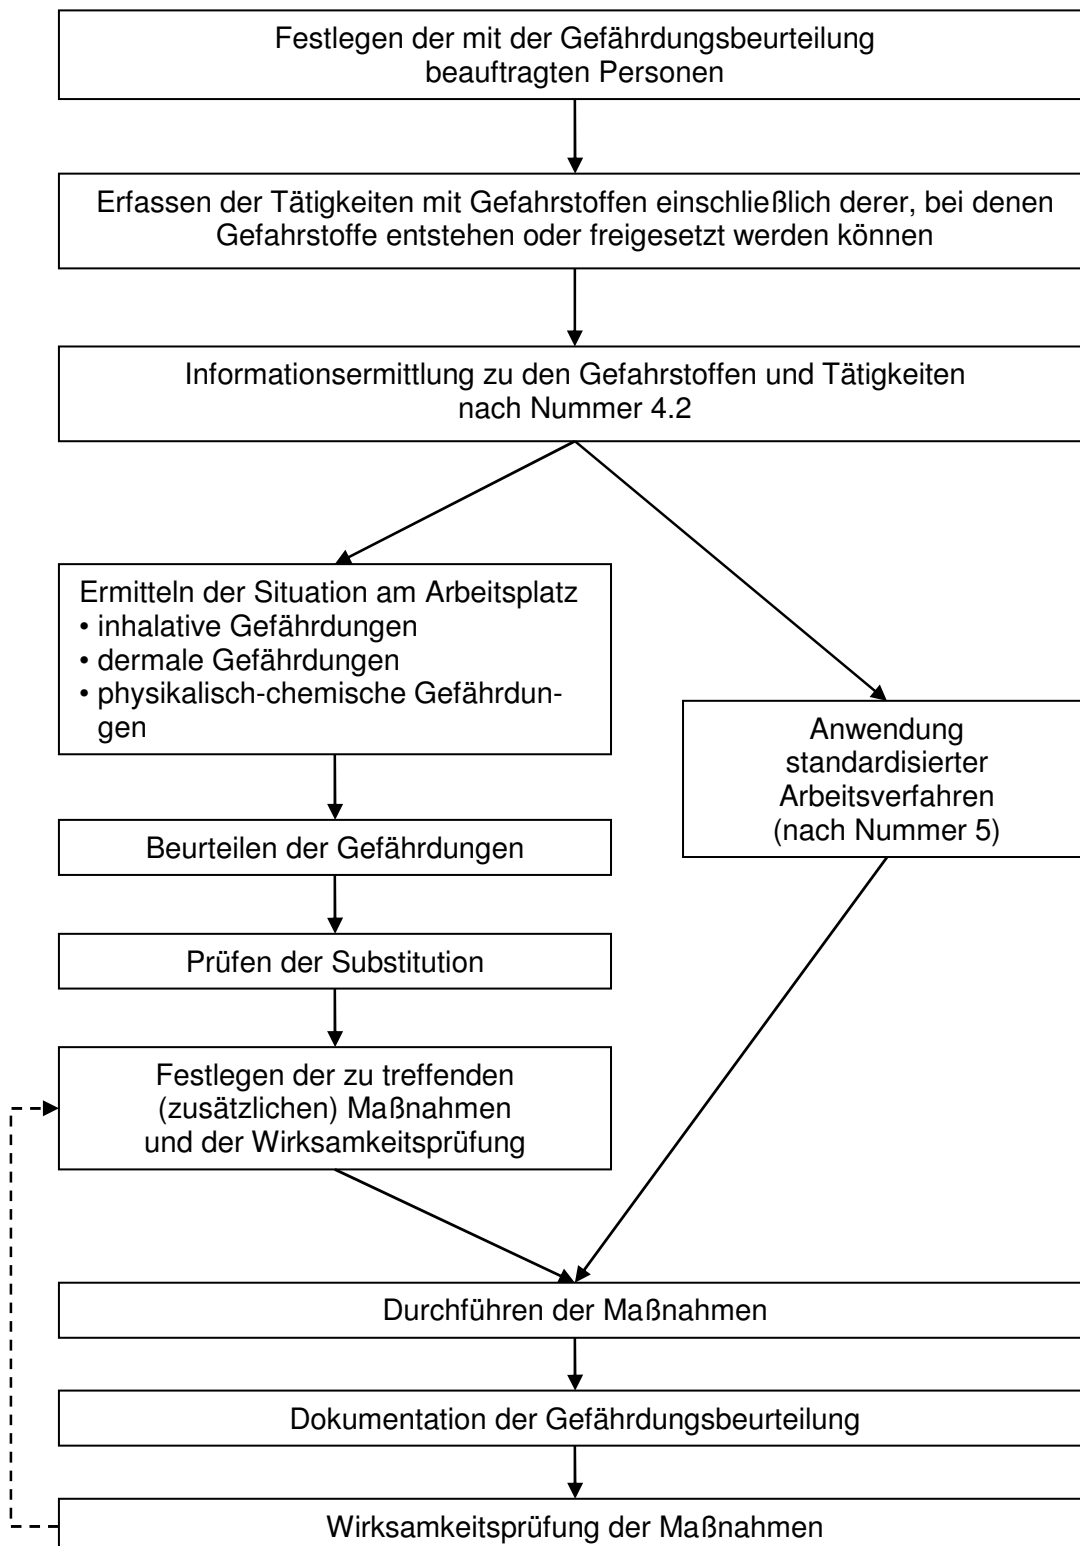 Festlegen der mit der Gefährdungsbeurteilung
beauftragten Personen
Erfassen der Tätigkeiten mit Gefahrstoffen einschließlich derer, bei denen
Gefahrstoffe entstehen oder freigesetzt werden können
Informationsermittlung zu den Gefahrstoffen und Tätigkeiten
nach Nummer 4.2
Ermitteln der Situation am Arbeitsplatz
• inhalative Gefährdungen
• dermale Gefährdungen
• physikalisch-chemische Gefährdun-
gen
Beurteilen der Gefährdungen
Prüfen der Substitution
Festlegen der zu treffenden
(zusätzlichen) Maßnahmen
und der Wirksamkeitsprüfung
Anwendung
standardisierter
Arbeitsverfahren
(nach Nummer 5)
Durchführen der Maßnahmen
Dokumentation der Gefährdungsbeurteilung
Wirksamkeitsprüfung der Maßnahmen